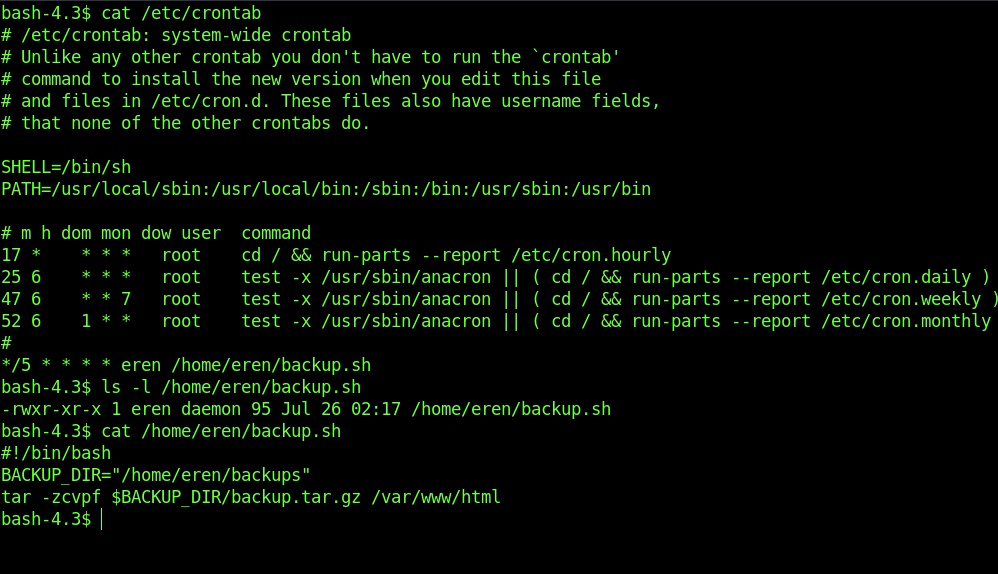 bash-4.3$ cat /etc/crontab
# /etc/crontab: system-wide crontab
# Unlike any other crontab you don't have to run the `crontab'
# command to install the new version when you edit this file
# and files in /etc/cron.d. These files also have username fields,
# that none of the other crontabs do.

SHELL=/bin/sh
PATH=/usr/local/sbin:/usr/local/bin:/sbin:/bin:/usr/sbin:/usr/bin

# m h dom mon dow user  command
17 *    * * *   root    cd / && run-parts --report /etc/cron.hourly
25 6    * * *   root    test -x /usr/sbin/anacron || ( cd / && run-parts --report /etc/cron.daily )
47 6    * * 7   root    test -x /usr/sbin/anacron || ( cd / && run-parts --report /etc/cron.weekly )
52 6    1 * *   root    test -x /usr/sbin/anacron || ( cd / && run-parts --report /etc/cron.monthly
#
*/5 * * * * eren /home/eren/backup.sh
bash-4.3$ ls -l /home/eren/backup.sh
-rwxr-xr-x 1 eren daemon 95 Jul 26 02:17 /home/eren/backup.sh
bash-4.3$ cat /home/eren/backup.sh
#!/bin/bash
BACKUP_DIR="/home/eren/backups"
tar -zcvpf $BACKUP_DIR/backup.tar.gz /var/www/html
bash-4.3$